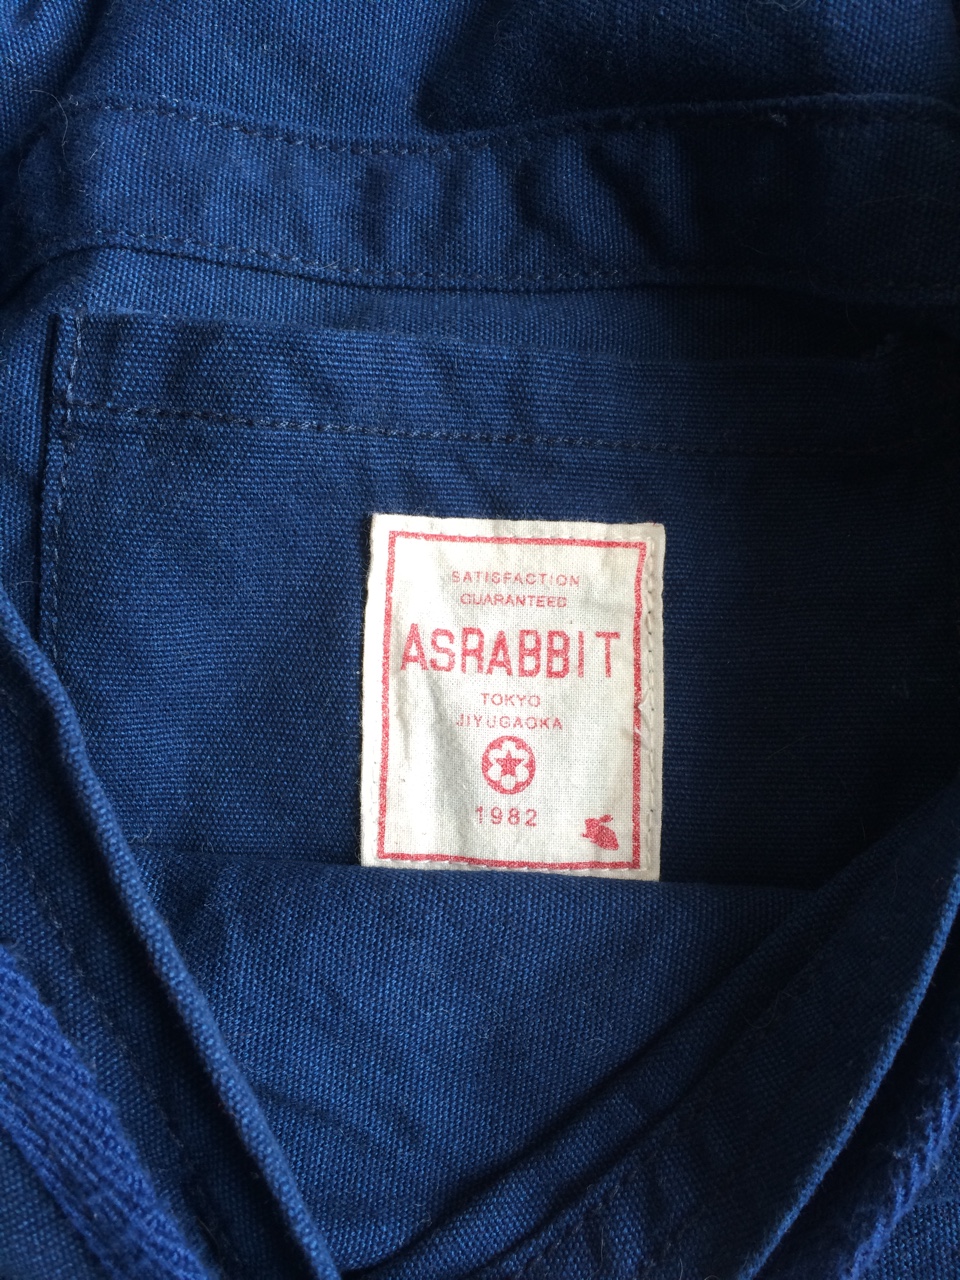 SATISFACTION
GUARANTEED
ASRABBIT
TOKYO
JIYUGAOKA
1982